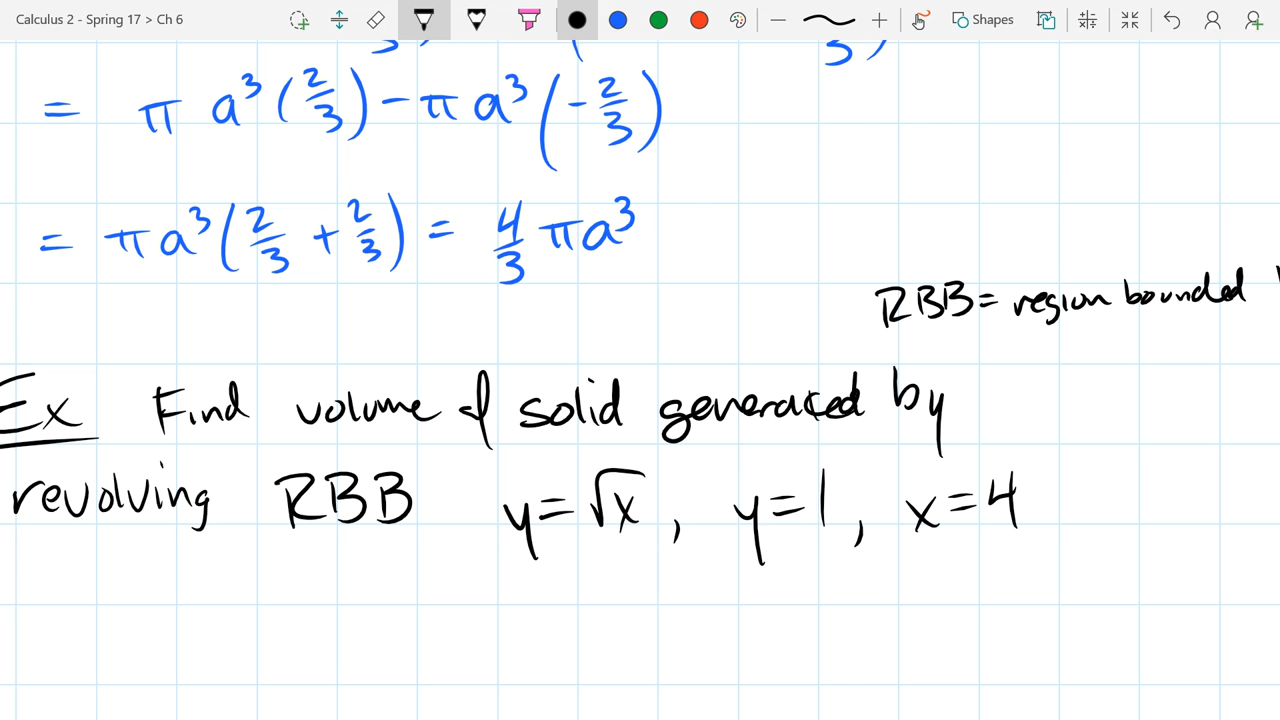 Calculus 2 - Spring 17 > Ch 6
Shapes
= π a³ (2/3) - π a³ (-2/3)
= π a³ (2/3 + 2/3) = 4/3 π a³
RBB = region bounded
Ex Find volume of solid generated by
revolving RBB y = √x , y = 1 , x = 4